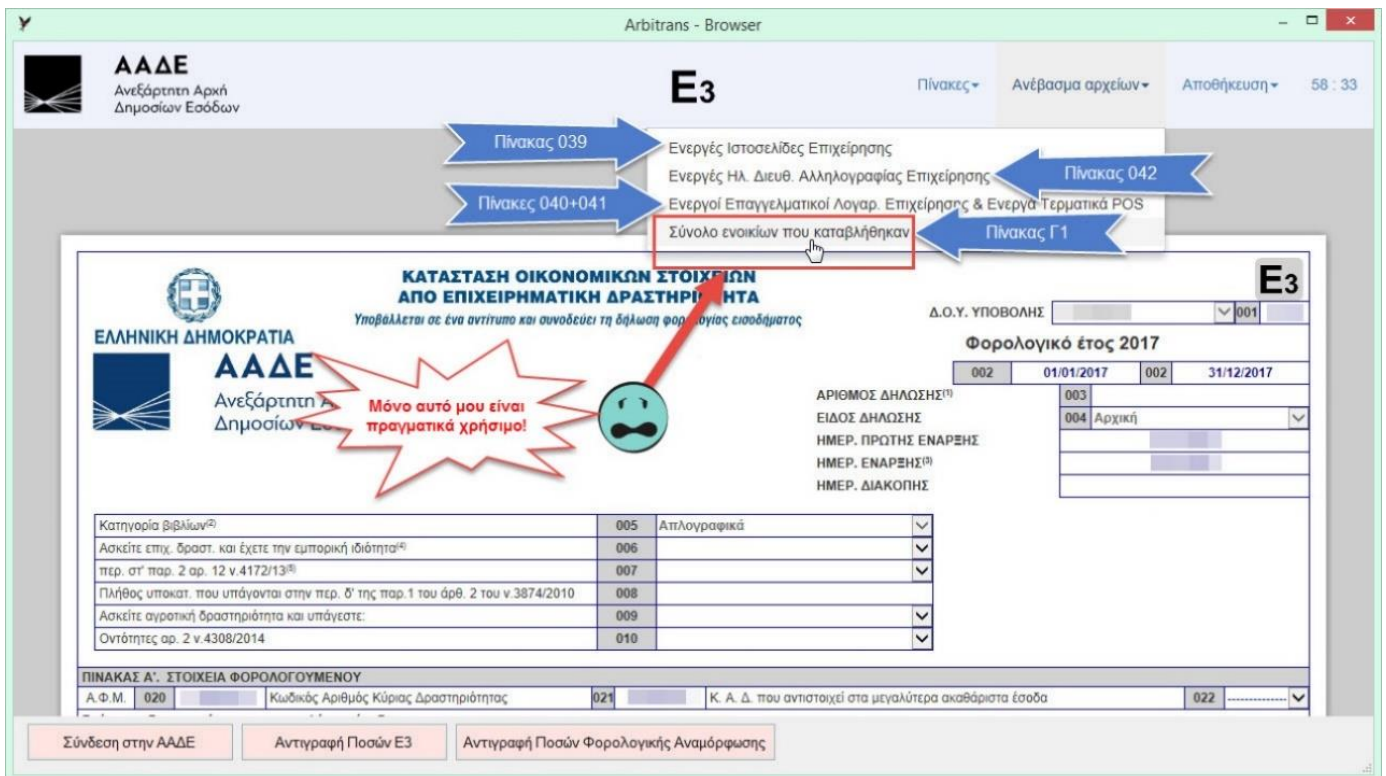 Arbitrans - Browser
ΑΑΔΕ
Ανεξάρτητη Αρχή
Δημοσίων Εσόδων
E3
Πίνακες
Ανέβασμα αρχείων
Αποθήκευση
58 : 33
Πίνακας 039
Ενεργές Ιστοσελίδες Επιχείρησης
Ενεργές Ηλ. Διευθ. Αλληλογραφίας Επιχείρησης
Πίνακας 042
Πίνακες 040+041
Ενεργοί Επαγγελματικοί Λογαρ. Επιχείρησης & Ενεργά Τερματικά POS
Σύνολο ενοικίων που καταβλήθηκαν
Πίνακας Γ1
ΕΛΛΗΝΙΚΗ ΔΗΜΟΚΡΑΤΙΑ
ΑΑΔΕ
Ανεξάρτητη
Δημοσίων
ΚΑΤΑΣΤΑΣΗ ΟΙΚΟΝΟΜΙΚΩΝ ΣΤΟΙΧΕΙΩΝ
ΑΠΟ ΕΠΙΧΕΙΡΗΜΑΤΙΚΗ ΔΡΑΣΤΗΡΙΟΤΗΤΑ
Υποβάλλεται σε ένα αντίτυπο και συνοδεύει τη δήλωση φορολογίας εισοδήματος
E3
Δ.Ο.Υ. ΥΠΟΒΟΛΗΣ 001
Φορολογικό έτος 2017
002 01/01/2017 002 31/12/2017
ΑΡΙΘΜΟΣ ΔΗΛΩΣΗΣ(1) 003
ΕΙΔΟΣ ΔΗΛΩΣΗΣ 004 Αρχική
ΗΜΕΡ. ΠΡΩΤΗΣ ΕΝΑΡΞΗΣ
ΗΜΕΡ. ΕΝΑΡΞΗΣ(3)
ΗΜΕΡ. ΔΙΑΚΟΠΗΣ
Μόνο αυτό μου είναι
πραγματικά χρήσιμο!
Κατηγορία βιβλίων(2) 005 Απλογραφικά
Ασκείτε επιχ. δραστ. και έχετε την εμπορική ιδιότητα(4) 006
περ. στ' παρ. 2 αρ. 12 ν.4172/13(5) 007
Πλήθος υποκατ. που υπάγονται στην περ. δ' της παρ.1 του άρθ. 2 του ν.3874/2010 008
Ασκείτε αγροτική δραστηριότητα και υπάγεστε: 009
Οντότητες αρ. 2 ν.4308/2014 010
ΠΙΝΑΚΑΣ Α'. ΣΤΟΙΧΕΙΑ ΦΟΡΟΛΟΓΟΥΜΕΝΟΥ
Α.Φ.Μ. 020 Κωδικός Αριθμός Κύριας Δραστηριότητας 021 Κ. Α. Δ. που αντιστοιχεί στα μεγαλύτερα ακαθάριστα έσοδα 022 -------------
Σύνδεση στην ΑΑΔΕ
Αντιγραφή Ποσών Ε3
Αντιγραφή Ποσών Φορολογικής Αναμόρφωσης